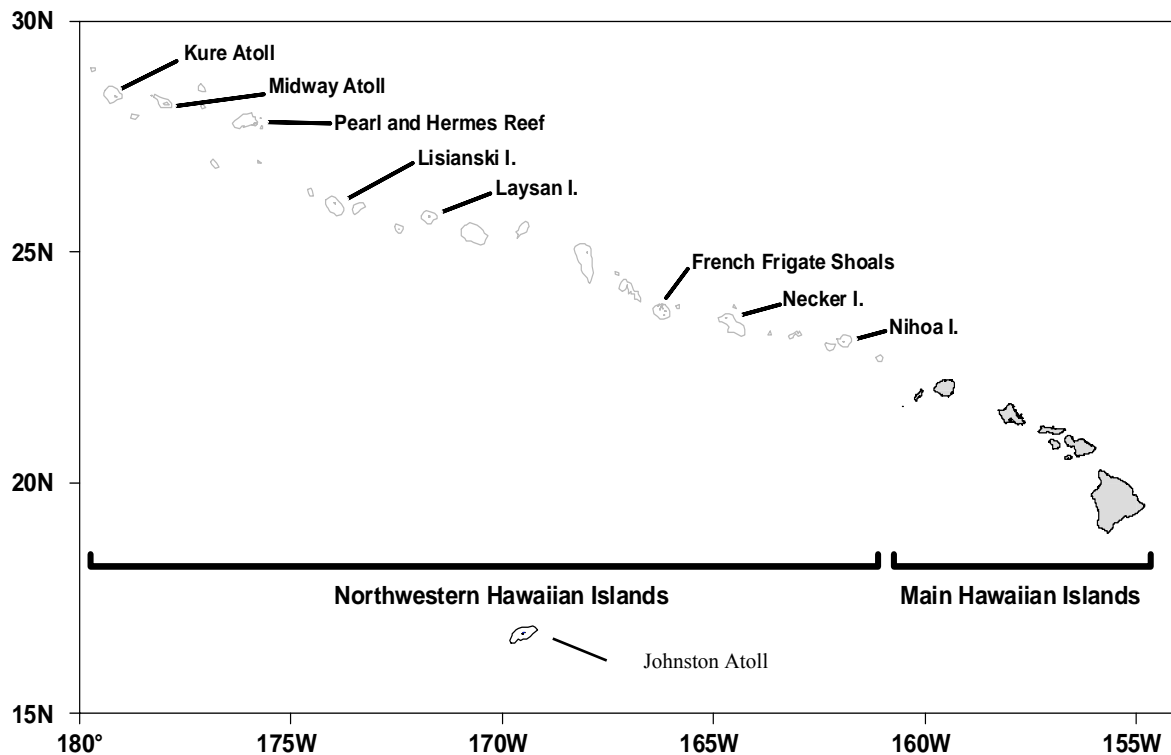 30N
Kure Atoll
Midway Atoll
Pearl and Hermes Reef
Lisianski I.
Laysan I.
25N
French Frigate Shoals
Necker I.
Nihoa I.
20N
Northwestern Hawaiian Islands
Main Hawaiian Islands
Johnston Atoll
15N
180° 175W 170W 165W 160W 155W